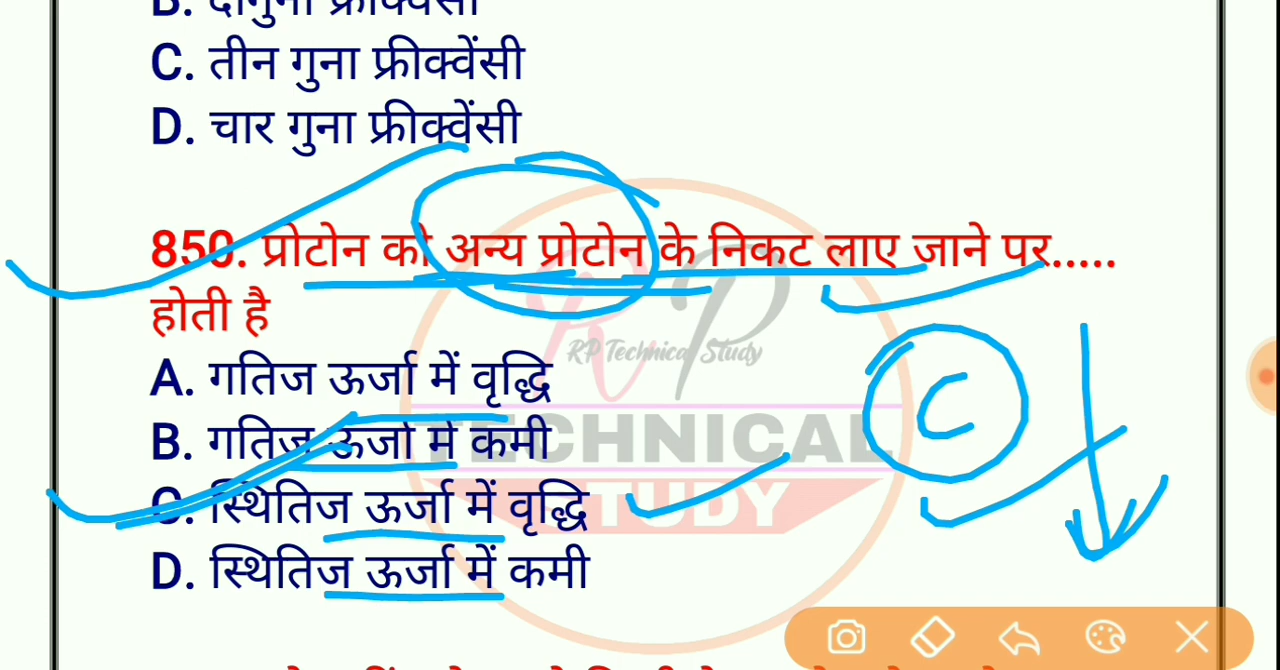 B. दोगुनी फ्रीक्वेंसी
C. तीन गुना फ्रीक्वेंसी
D. चार गुना फ्रीक्वेंसी
850. प्रोटोन को अन्य प्रोटोन के निकट लाए जाने पर.....
होती है
RP Technical Study
A. गतिज ऊर्जा में वृद्धि
B. गतिज ऊर्जा में कमी
TECHNICAL
C
C. स्थितिज ऊर्जा में वृद्धि
STUDY
D. स्थितिज ऊर्जा में कमी